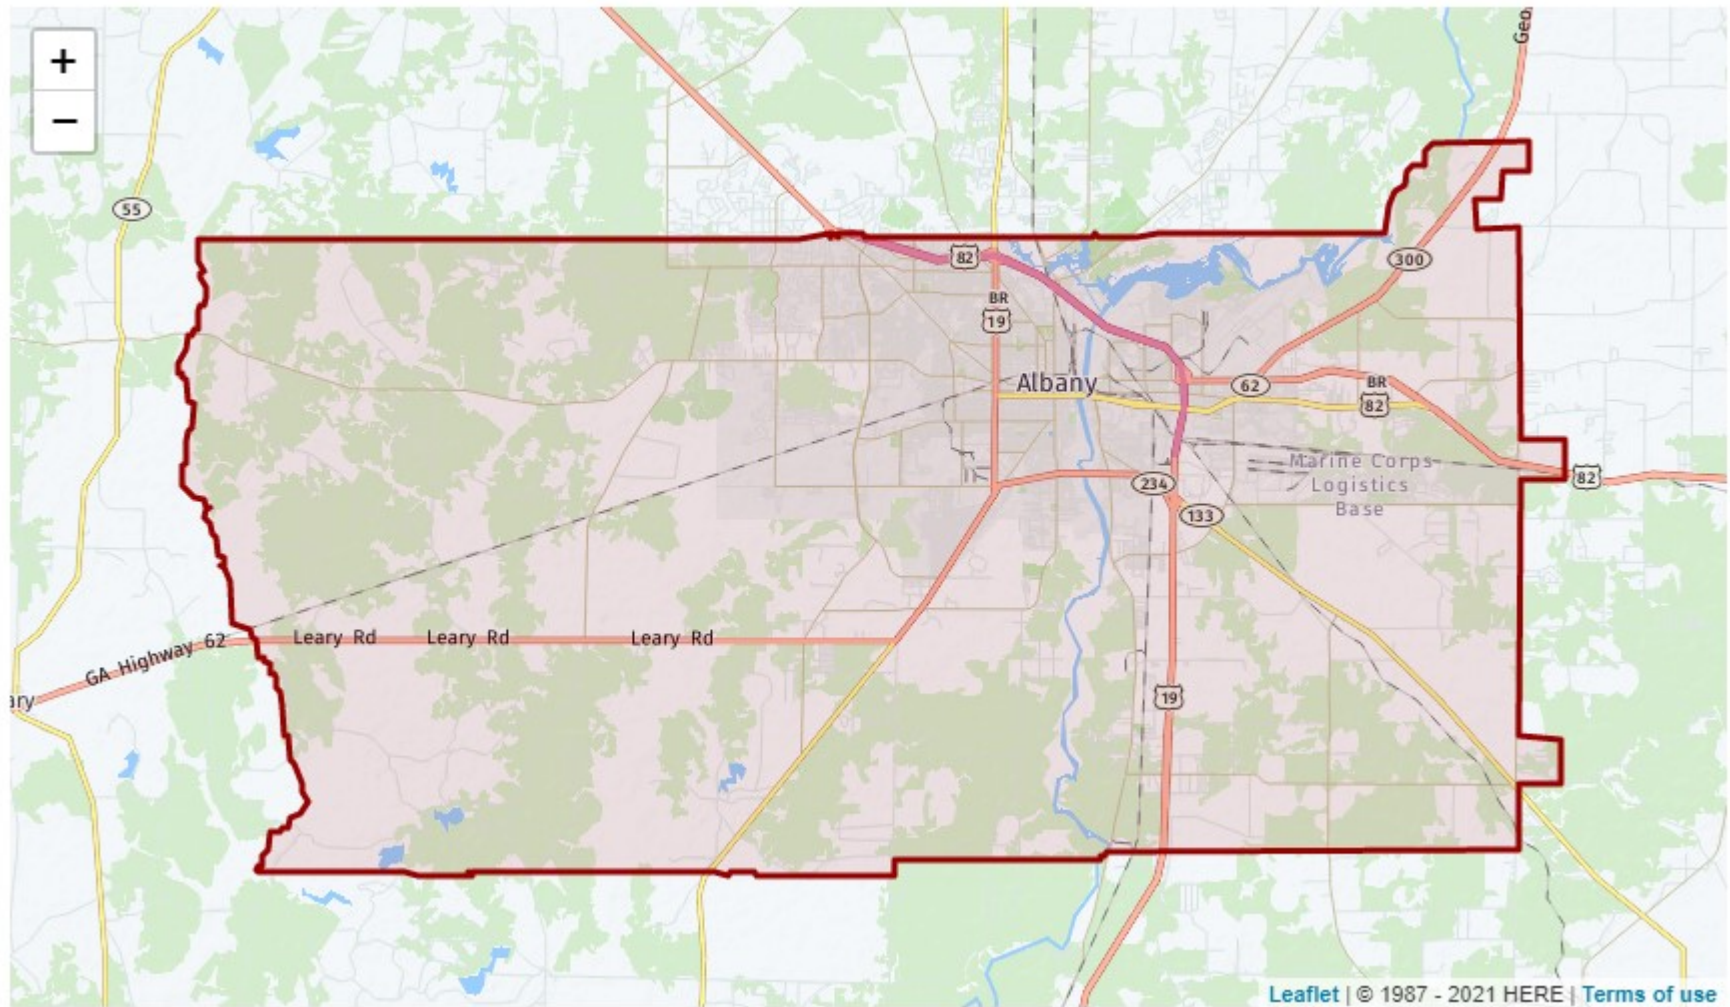 +
−
Geo
55
82
300
BR
19
Albany
62
BR
82
Marine Corps
Logistics
Base
82
234
133
Leary Rd
Leary Rd
Leary Rd
GA Highway 62
ary
19
Leaflet | © 1987 - 2021 HERE | Terms of use